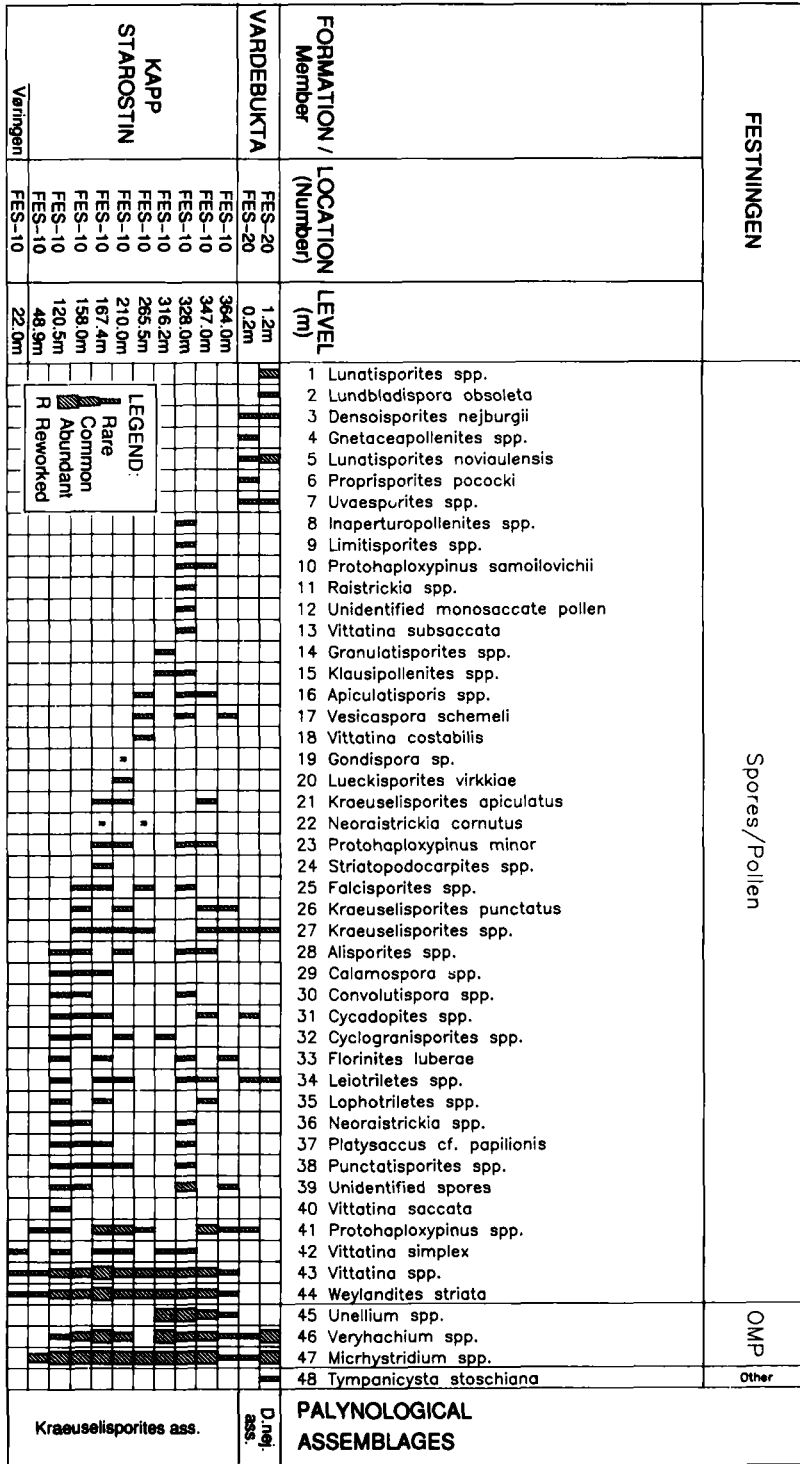 FESTNINGEN
FORMATION /
Member
LOCATION
(Number)
LEVEL
(m)
VARDEBUKTA
KAPP
STAROSTIN
Vøringen
FES-20
FES-20
FES-10
FES-10
FES-10
FES-10
FES-10
FES-10
FES-10
FES-10
FES-10
FES-10
FES-10
1.2m
0.2m
364.0m
347.0m
328.0m
316.2m
265.5m
210.0m
167.4m
158.0m
120.5m
48.9m
22.0m
Spores/Pollen
1 Lunatisporites spp.
2 Lundbladispora obsoleta
3 Densoisporites nejburgii
4 Gnetaceapollenites spp.
5 Lunatisporites noviaulensis
6 Proprisporites pococki
7 Uvaesporites spp.
8 Inaperturopollenites spp.
9 Limitisporites spp.
10 Protohaploxypinus samoilovichii
11 Raistrickia spp.
12 Unidentified monosaccate pollen
13 Vittatina subsaccata
14 Granulatisporites spp.
15 Klausipollenites spp.
16 Apiculatisporis spp.
17 Vesicaspora schemeli
18 Vittatina costabilis
19 Gondispora sp.
20 Lueckisporites virkkiae
21 Kraeuselisporites apiculatus
22 Neoraistrickia cornutus
23 Protohaploxypinus minor
24 Striatopodocarpites spp.
25 Falcisporites spp.
26 Kraeuselisporites punctatus
27 Kraeuselisporites spp.
28 Alisporites spp.
29 Calamospora spp.
30 Convolutispora spp.
31 Cycadopites spp.
32 Cyclogranisporites spp.
33 Florinites luberae
34 Leiotriletes spp.
35 Lophotriletes spp.
36 Neoraistrickia spp.
37 Platysaccus cf. papilionis
38 Punctatisporites spp.
39 Unidentified spores
40 Vittatina saccata
41 Protohaploxypinus spp.
42 Vittatina simplex
43 Vittatina spp.
44 Weylandites striata
OMP
45 Unellium spp.
46 Veryhachium spp.
47 Micrhystridium spp.
Other
48 Tympanicysta stoschiana
LEGEND:
Rare
Common
Abundant
R Reworked
PALYNOLOGICAL
ASSEMBLAGES
D.nej.
ass.
Kraeuselisporites ass.